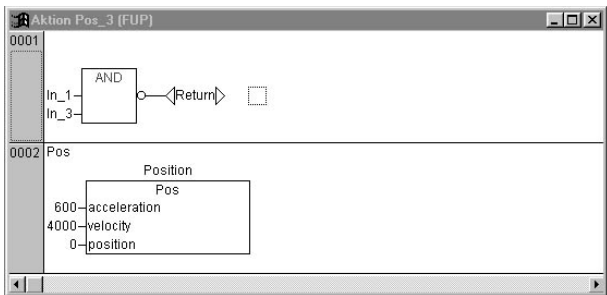 Aktion Pos_3 (FUP)
0001
AND
In_1
Return
In_3
0002 Pos
Position
Pos
600 acceleration
4000 velocity
0 position